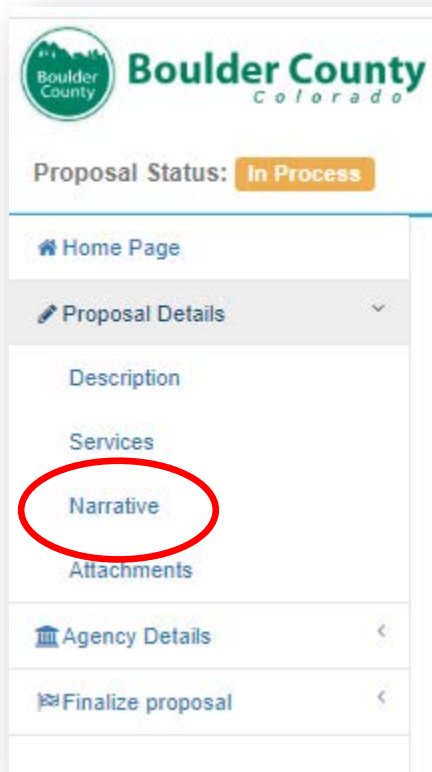 Boulder
County
Boulder County
Colorado
Proposal Status: In Process
Home Page
Proposal Details
Description
Services
Narrative
Attachments
Agency Details
Finalize proposal